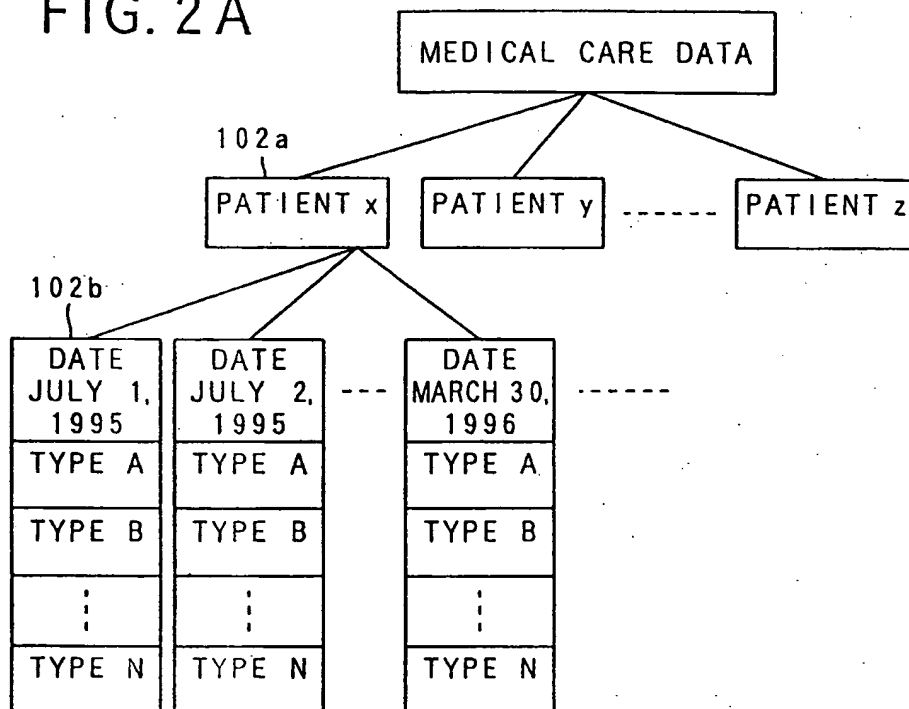 FIG. 2A
MEDICAL CARE DATA
102a
PATIENT x
PATIENT y
PATIENT z
102b
DATE
JULY 1,
1995
TYPE A
TYPE B
TYPE N
DATE
JULY 2,
1995
TYPE A
TYPE B
TYPE N
DATE
MARCH 30,
1996
TYPE A
TYPE B
TYPE N